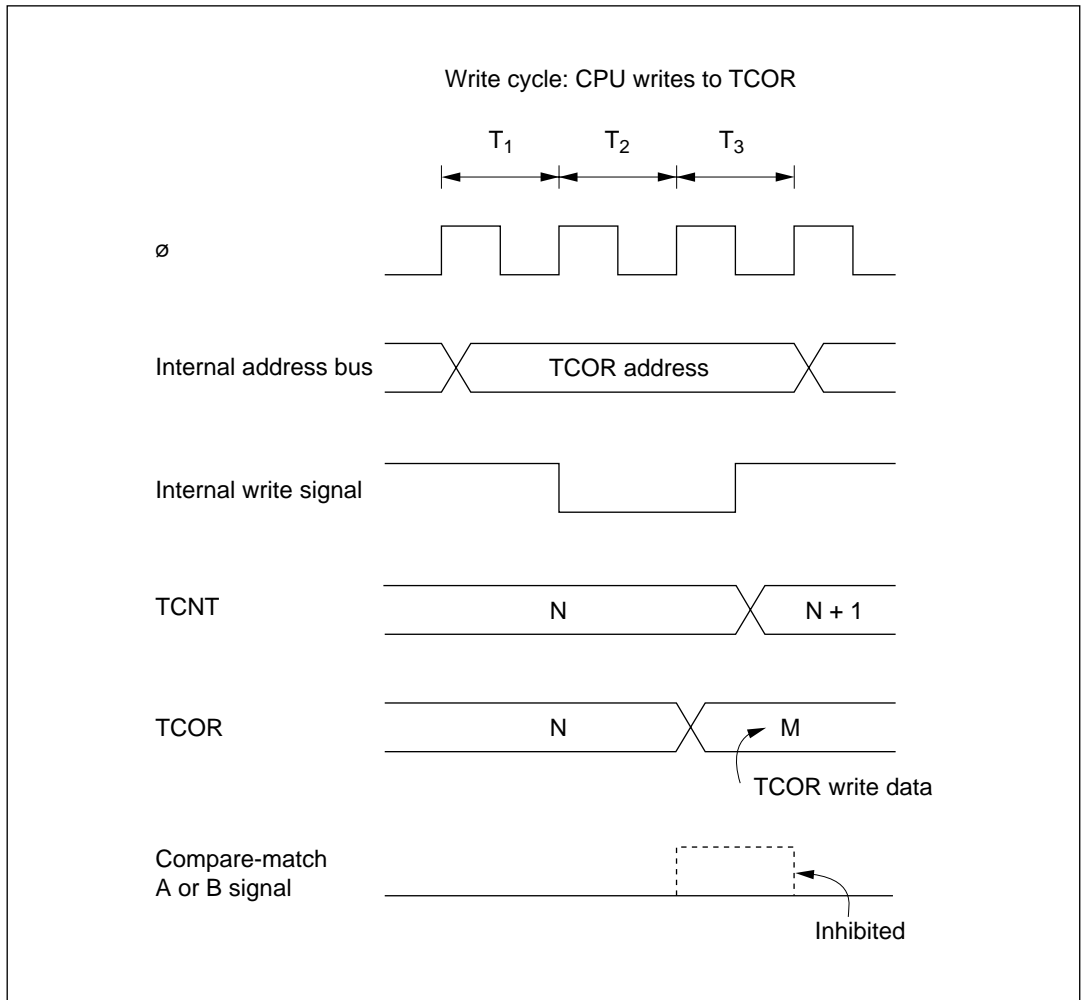 Write cycle: CPU writes to TCOR
T1 T2 T3
ø
Internal address bus
TCOR address
Internal write signal
TCNT
N
N + 1
TCOR
N
M
TCOR write data
Compare-match
A or B signal
Inhibited